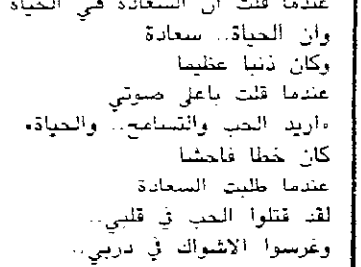 عندما قلت ان السعادة في الحياة
وان الحياة.. سعادة
وكان ذنبا عظيما
عندما قلت باعلى صوتي
«اريد الحب والتسامح.. والحياة»
كان خطا فاحشا
عندما طلبت السعادة
لقد قتلوا الحب في قلبي..
وغرسوا الاشواك في دربي..